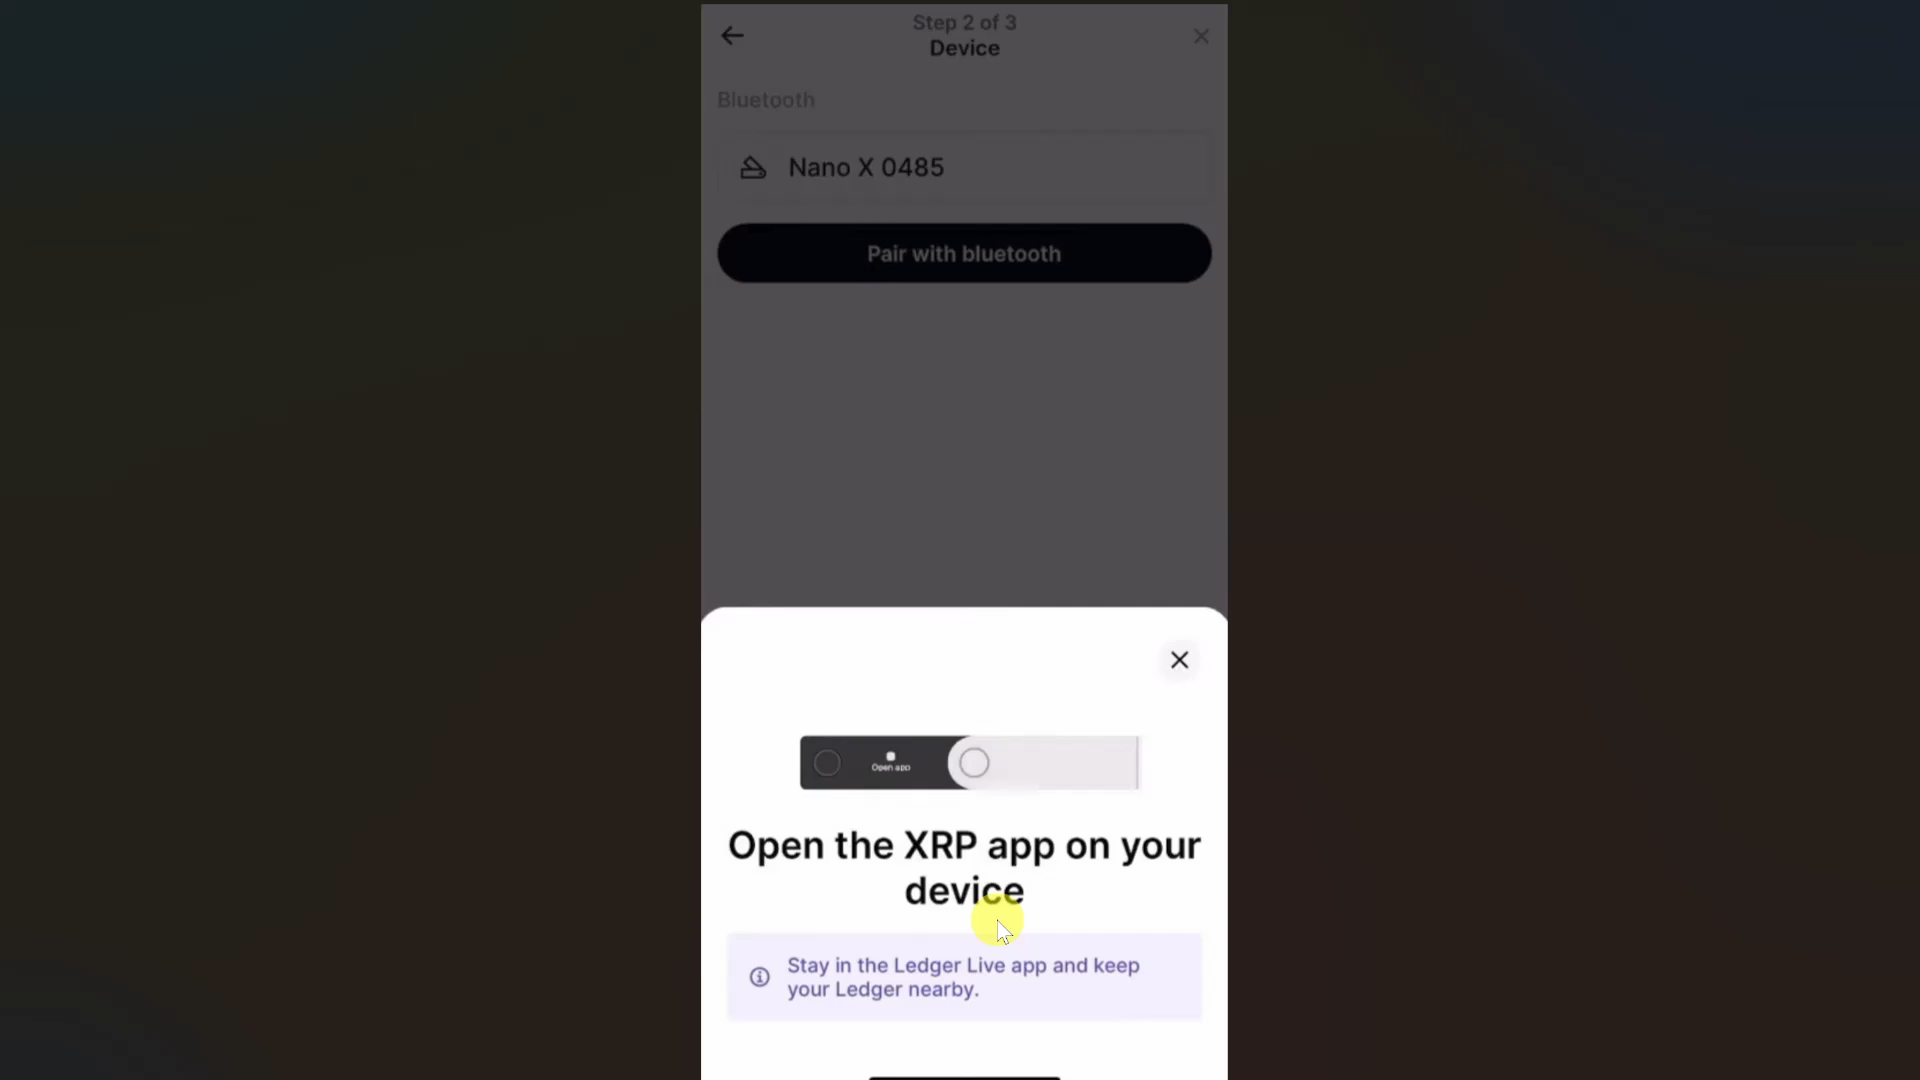 Step 2 of 3
Device
Bluetooth
Nano X 0485
Pair with bluetooth
Open app
Open the XRP app on your
device
Stay in the Ledger Live app and keep
your Ledger nearby.